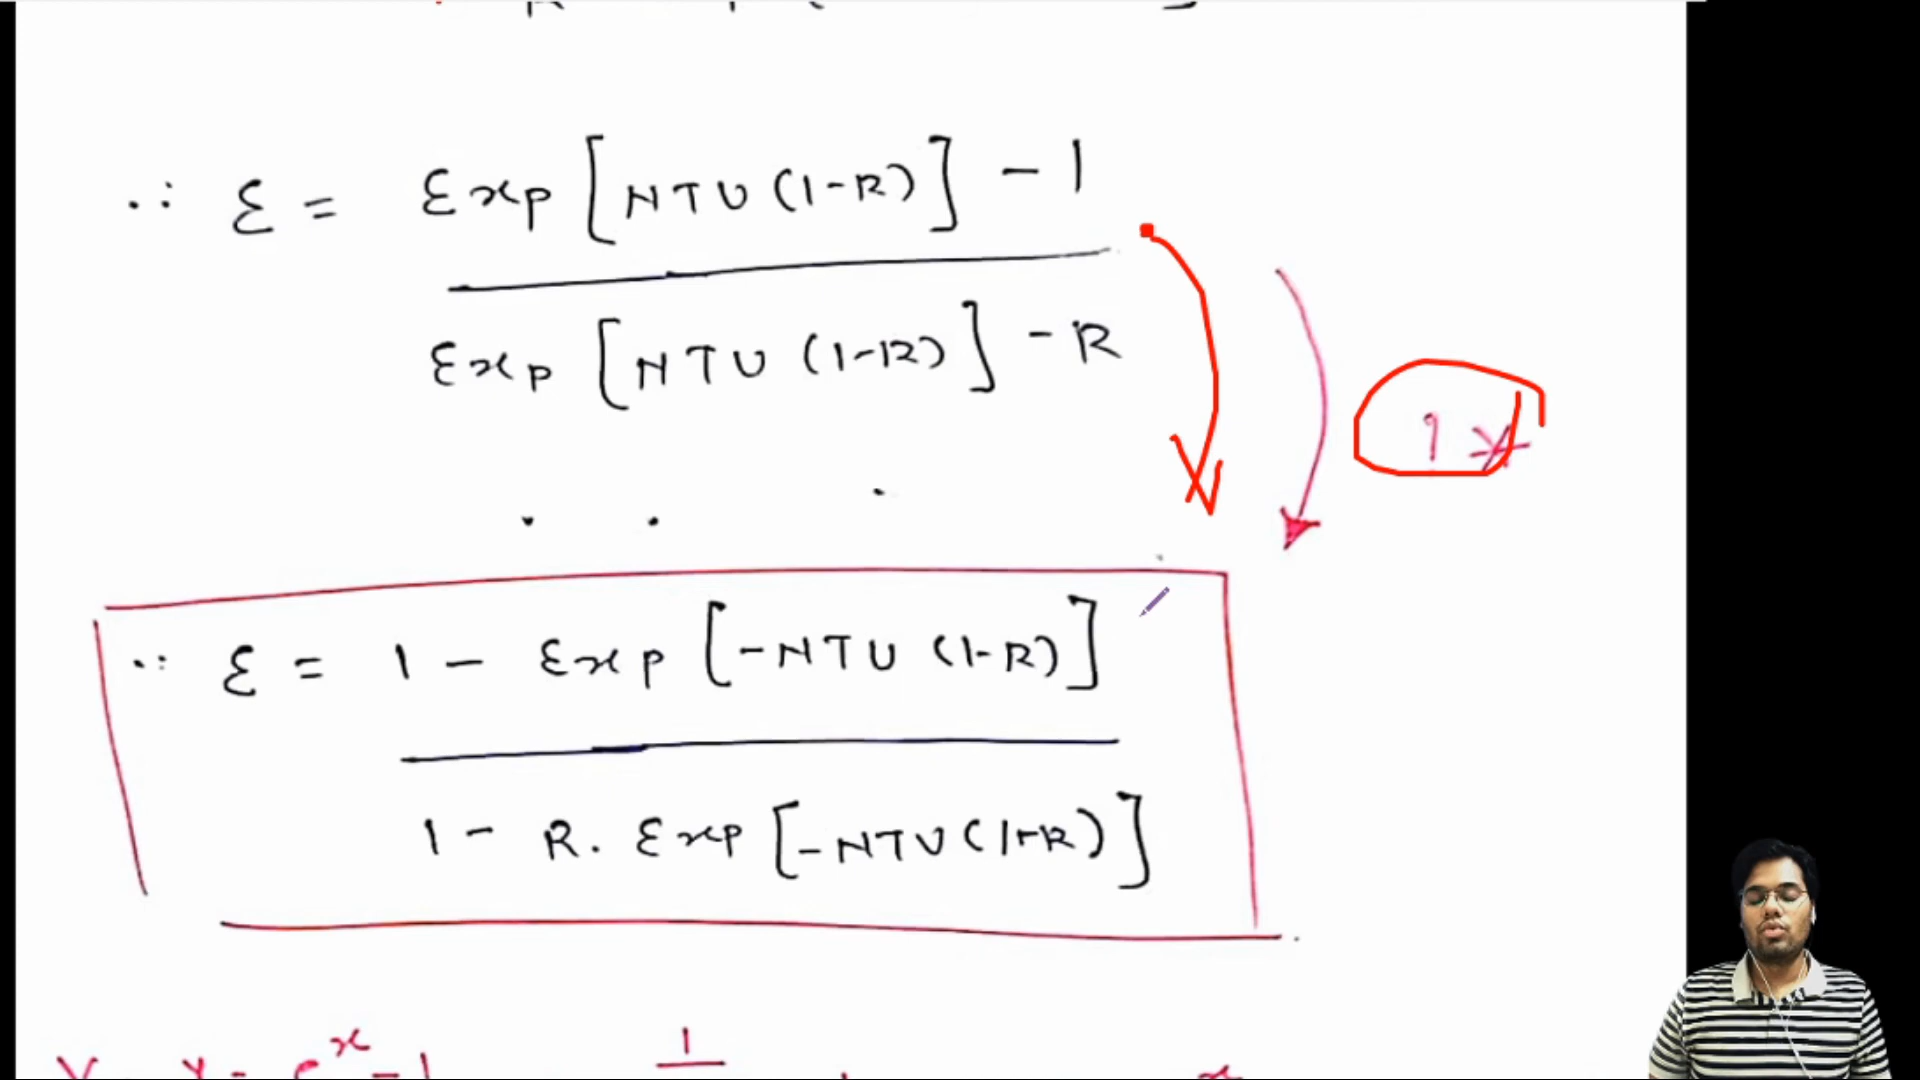 ∴ Ɛ = Exp [NTU (1-R)] - 1
Exp [NTU (1-R)] - R
1 *
∴ Ɛ = 1 - Exp [-NTU (1-R)]
1 - R. Exp [-NTU (1-R)]